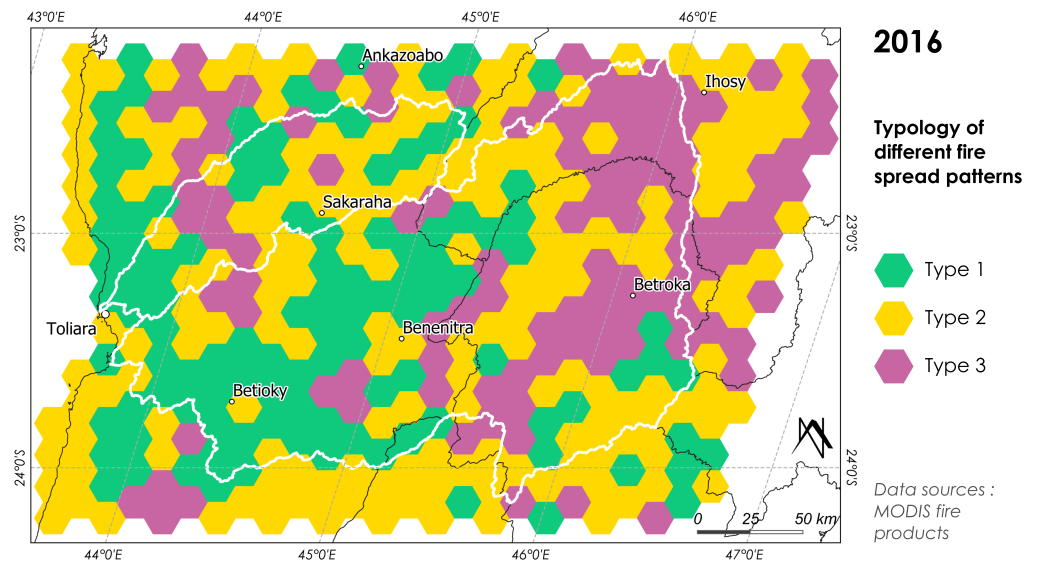 43°0'E 44°0'E 45°0'E 46°0'E
2016
Ankazoabo
Ihosy
Typology of
different fire
spread patterns
Sakaraha
23°0'S 23°0'S
Type 1
Betroka
Toliara
Benenitra
Type 2
Type 3
Betioky
24°0'S 24°0'S
Data sources :
MODIS fire
products
0 25 50 km
44°0'E 45°0'E 46°0'E 47°0'E